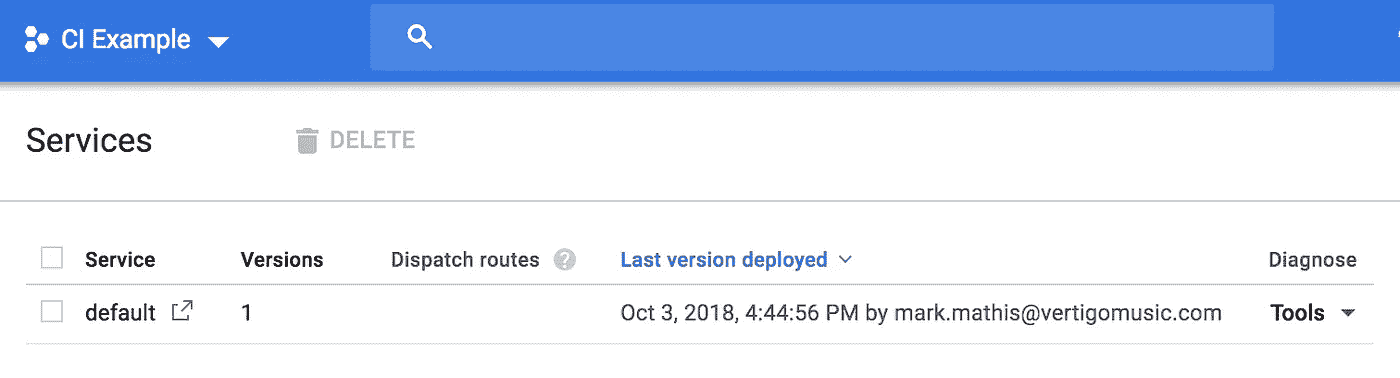 CI Example
Services DELETE
Service Versions Dispatch routes ? Last version deployed Diagnose
default 1 Oct 3, 2018, 4:44:56 PM by mark.mathis@vertigomusic.com Tools